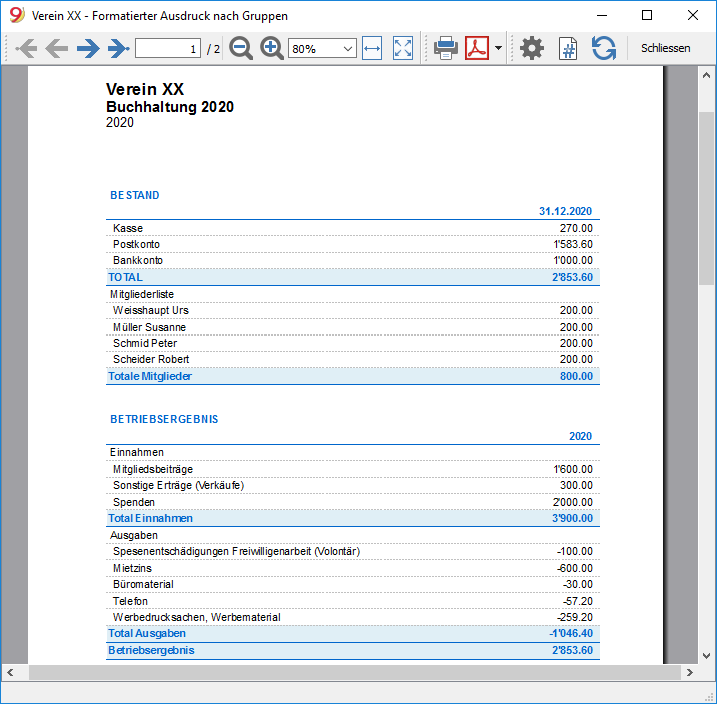 Verein XX - Formatierter Ausdruck nach Gruppen
1 / 2 80% Schliessen
Verein XX
Buchhaltung 2020
2020
BESTAND
31.12.2020
Kasse 270.00
Postkonto 1'583.60
Bankkonto 1'000.00
TOTAL 2'853.60
Mitgliederliste
Weisshaupt Urs 200.00
Müller Susanne 200.00
Schmid Peter 200.00
Scheider Robert 200.00
Totale Mitglieder 800.00
BETRIEBSERGEBNIS
2020
Einnahmen
Mitgliedsbeiträge 1'600.00
Sonstige Erträge (Verkäufe) 300.00
Spenden 2'000.00
Total Einnahmen 3'900.00
Ausgaben
Spesenentschädigungen Freiwilligenarbeit (Volontär) -100.00
Mietzins -600.00
Büromaterial -30.00
Telefon -57.20
Werbedrucksachen, Werbematerial -259.20
Total Ausgaben -1'046.40
Betriebsergebnis 2'853.60